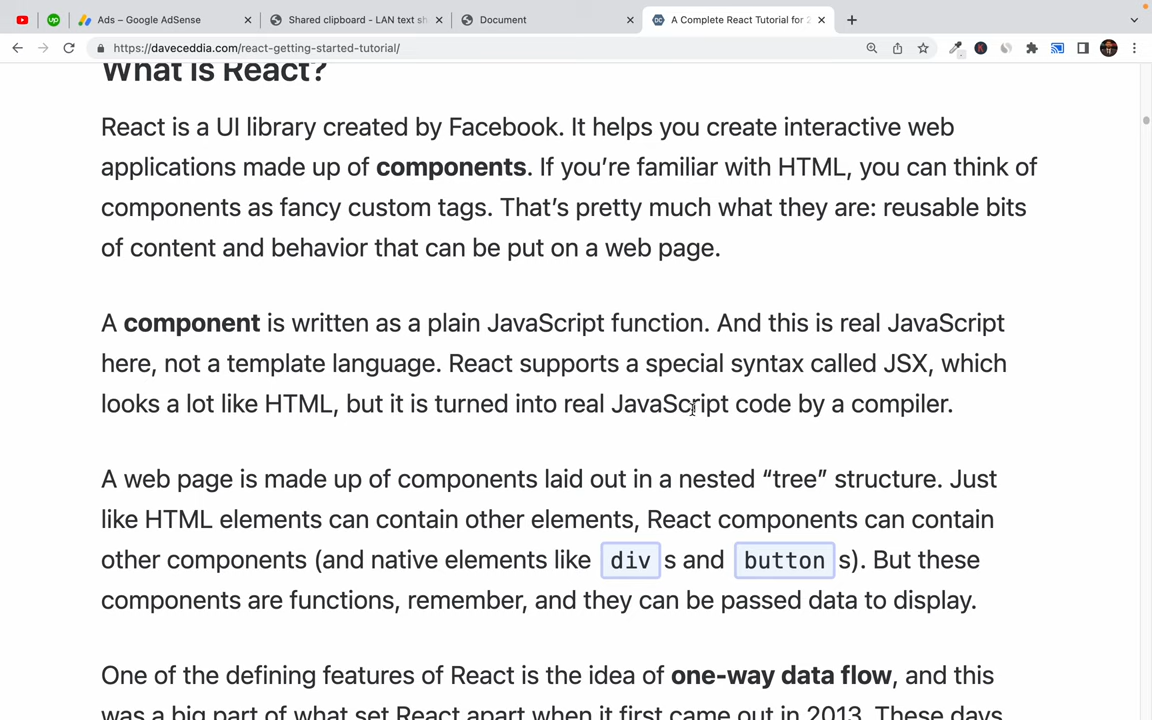 Ads – Google AdSense
Shared clipboard - LAN text sh
Document
A Complete React Tutorial for 2
https://daveceddia.com/react-getting-started-tutorial/
What is React?
React is a UI library created by Facebook. It helps you create interactive web
applications made up of components. If you’re familiar with HTML, you can think of
components as fancy custom tags. That’s pretty much what they are: reusable bits
of content and behavior that can be put on a web page.
A component is written as a plain JavaScript function. And this is real JavaScript
here, not a template language. React supports a special syntax called JSX, which
looks a lot like HTML, but it is turned into real JavaScript code by a compiler.
A web page is made up of components laid out in a nested “tree” structure. Just
like HTML elements can contain other elements, React components can contain
other components (and native elements like div s and button s). But these
components are functions, remember, and they can be passed data to display.
One of the defining features of React is the idea of one-way data flow, and this
was a big part of what set React apart when it first came out in 2013. These days,